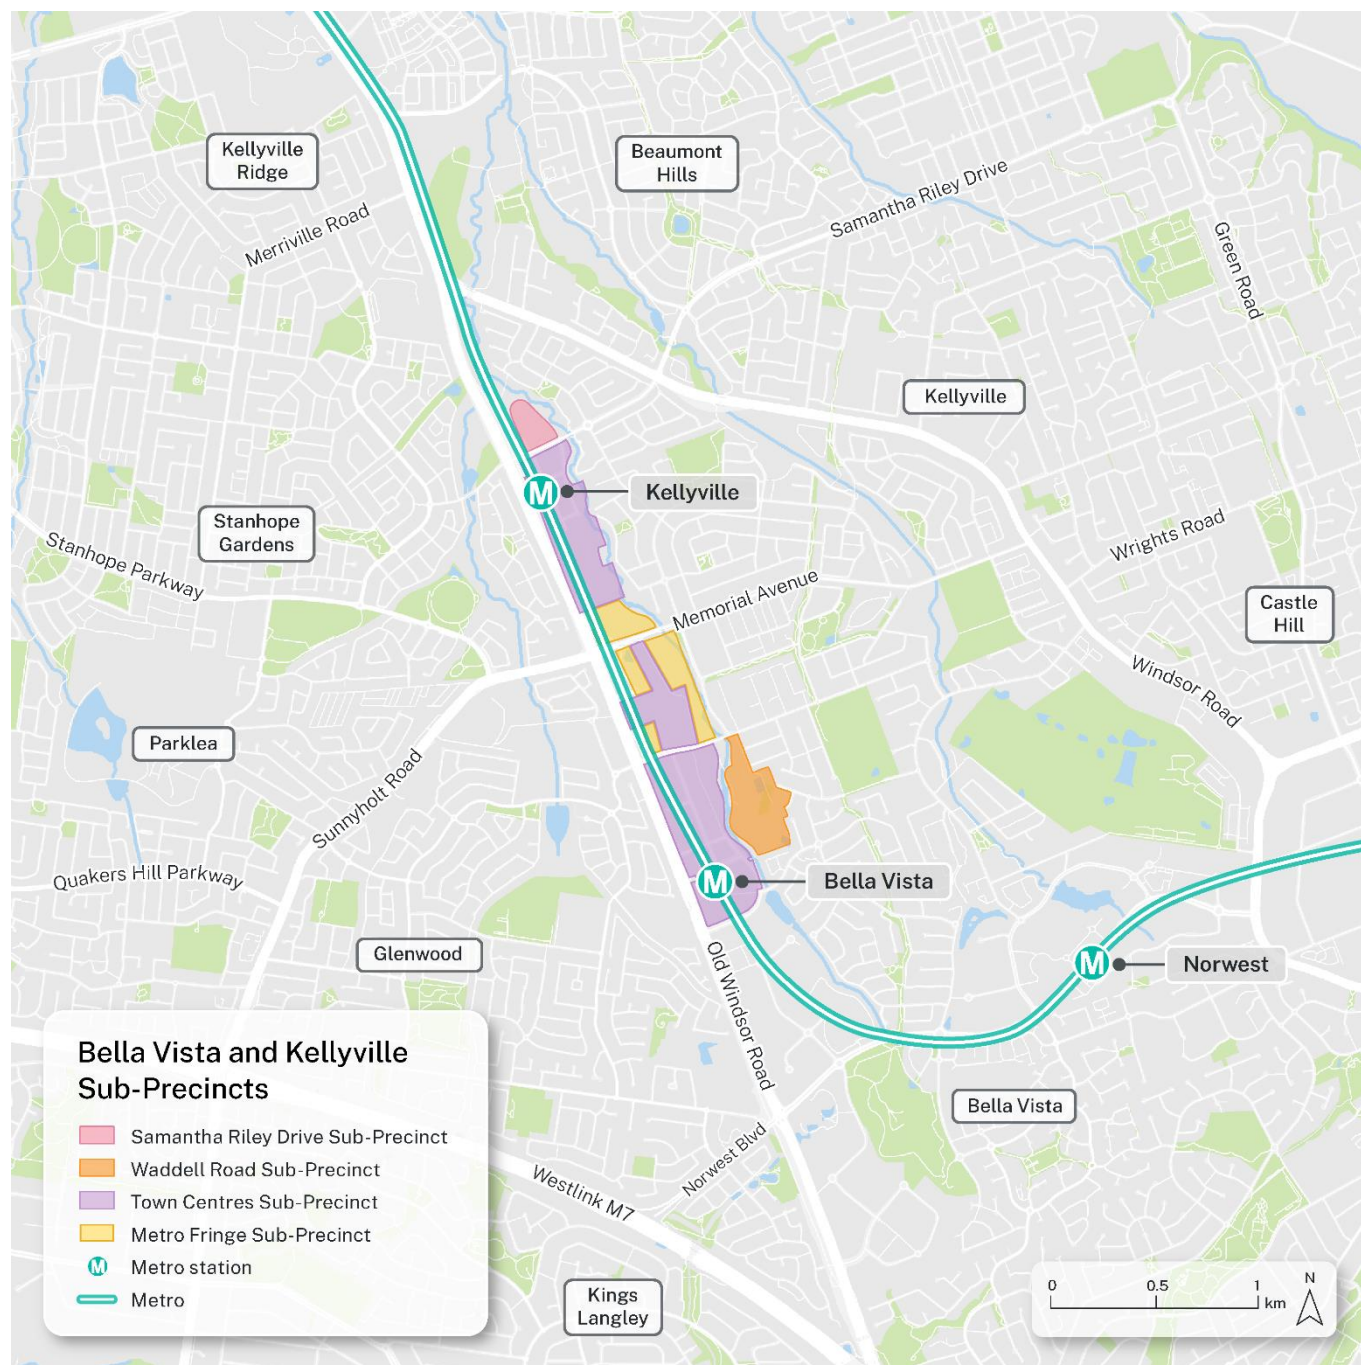 Kellyville
Ridge
Beaumont
Hills
Samantha Riley Drive
Merriville Road
Green Road
Kellyville
M
Kellyville
Stanhope
Gardens
Wrights Road
Stanhope Parkway
Memorial Avenue
Castle
Hill
Windsor Road
Parklea
Sunnyholt Road
Quakers Hill Parkway
M
Bella Vista
Glenwood
Old Windsor Road
M
Norwest
Bella Vista
Norwest Blvd
Westlink M7
Kings
Langley
Bella Vista and Kellyville
Sub-Precincts
Samantha Riley Drive Sub-Precinct
Waddell Road Sub-Precinct
Town Centres Sub-Precinct
Metro Fringe Sub-Precinct
M Metro station
Metro
0 0.5 1 km
N